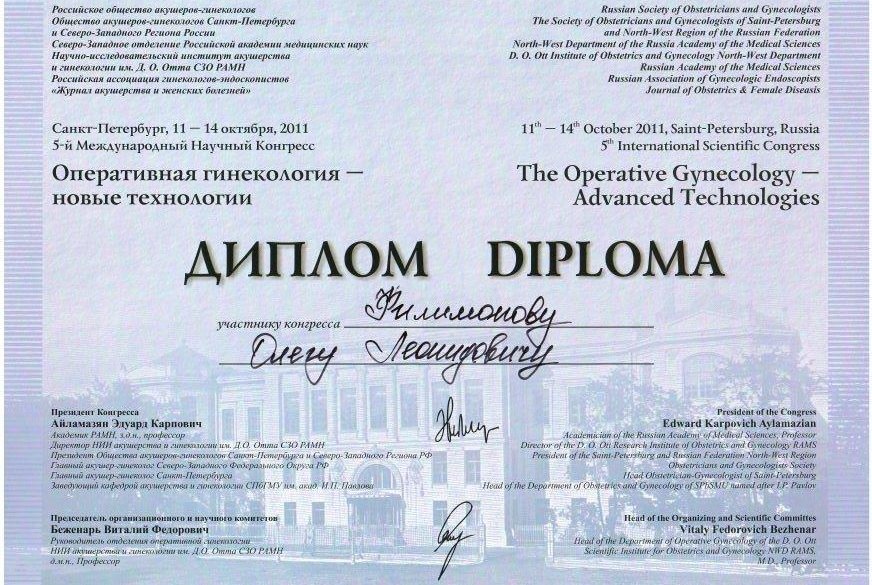 Российское общество акушеров-гинекологов
Общество акушеров-гинекологов Санкт-Петербурга
и Северо-Западного Региона России
Северо-Западное отделение Российской академии медицинских наук
Научно-исследовательский институт акушерства
и гинекологии им. Д. О. Отта СЗО РАМН
Российская ассоциация гинекологов-эндоскопистов
«Журнал акушерства и женских болезней»
Russian Society of Obstetricians and Gynecologists
The Society of Obstetricians and Gynecologists of Saint-Petersburg
and North-West Region of the Russian Federation
North-West Department of the Russia Academy of the Medical Sciences
D. O. Ott Institute of Obstetrics and Gynecology North-West Department
Russian Academy of the Medical Sciences
Russian Association of Gynecologic Endoscopists
Journal of Obstetrics & Female Diseasis
Санкт-Петербург, 11 — 14 октября, 2011
5-й Международный Научный Конгресс
Оперативная гинекология —
новые технологии
11th — 14th October 2011, Saint-Petersburg, Russia
5th International Scientific Congress
The Operative Gynecology —
Advanced Technologies
ДИПЛОМ DIPLOMA
участнику конгресса Филимонову
Олегу Леонидовичу
Президент Конгресса
Айламазян Эдуард Карпович
Академик РАМН, з.д.н., профессор
Директор НИИ акушерства и гинекологии им. Д.О. Отта СЗО РАМН
Президент Общества акушеров-гинекологов Санкт-Петербурга и Северо-Западного Региона РФ
Главный акушер-гинеколог Северо-Западного Федерального Округа РФ
Главный акушер-гинеколог Санкт-Петербурга
Заведующий кафедрой акушерства и гинекологии СПбГМУ им. акад. И.П. Павлова
President of the Congress
Edward Karpovich Aylamazian
Academician of the Russian Academy of Medical Sciences, Professor
Director of the D. O. Ott Research Institute of Obstetrics and Gynecology RAMS
President of the Saint-Petersburg and Russian Federation North-West Region
Obstetricians and Gynecologists Society
Head Obstetrician-Gynecologist of Saint-Petersburg
Head of the Department of Obstetrics and Gynecology of SPbSMU named after I.P. Pavlov
Председатель организационного и научного комитетов
Беженарь Виталий Федорович
Руководитель отделения оперативной гинекологии
НИИ акушерства и гинекологии им. Д.О. Отта СЗО РАМН
д.м.н., Профессор
Head of the Organizing and Scientific Committees
Vitaly Fedorovich Bezhenar
Head of the Department of Operative Gynecology of the D. O. Ott
Scientific Institute for Obstetrics and Gynecology NWD RAMS,
M.D., Professor